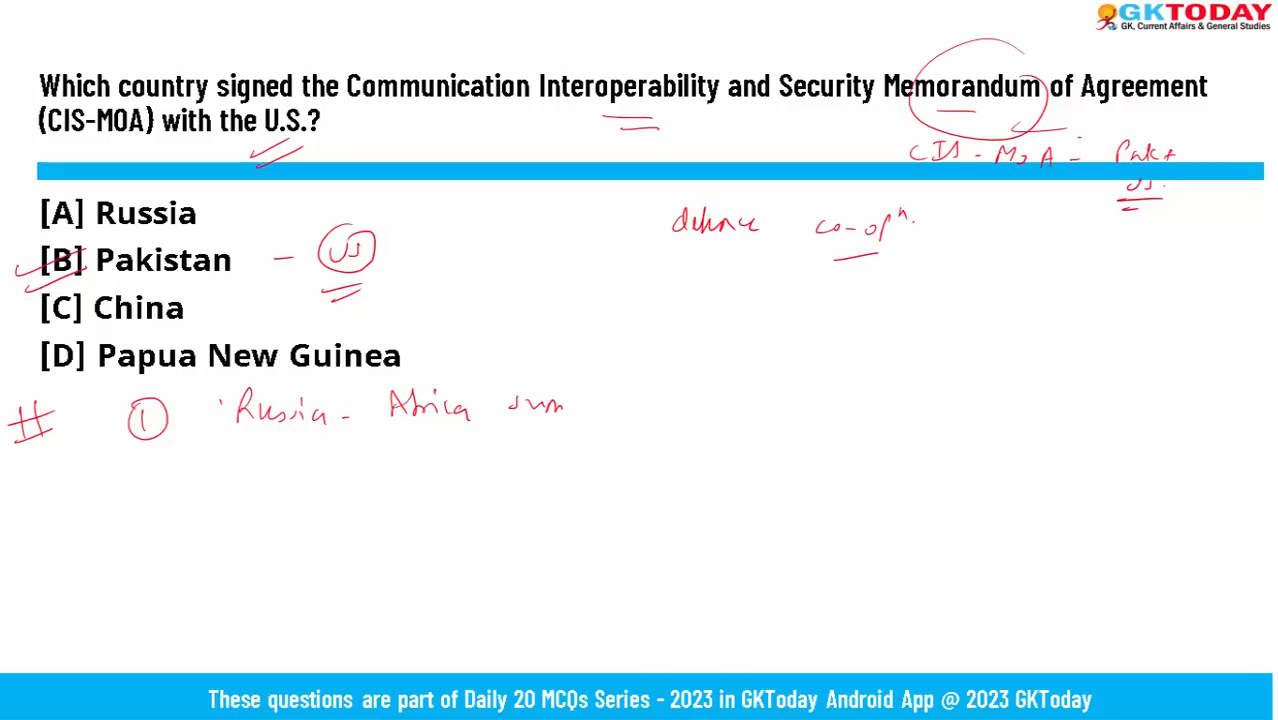 GKTODAY
GK, Current Affairs & General Studies
Which country signed the Communication Interoperability and Security Memorandum of Agreement
(CIS-MOA) with the U.S.?
CIS - MoA - Pak &
US.
[A] Russia
defence co-opⁿ.
[B] Pakistan - US
[C] China
[D] Papua New Guinea
# 1 Russia - Africa sum
These questions are part of Daily 20 MCQs Series - 2023 in GKToday Android App @ 2023 GKToday